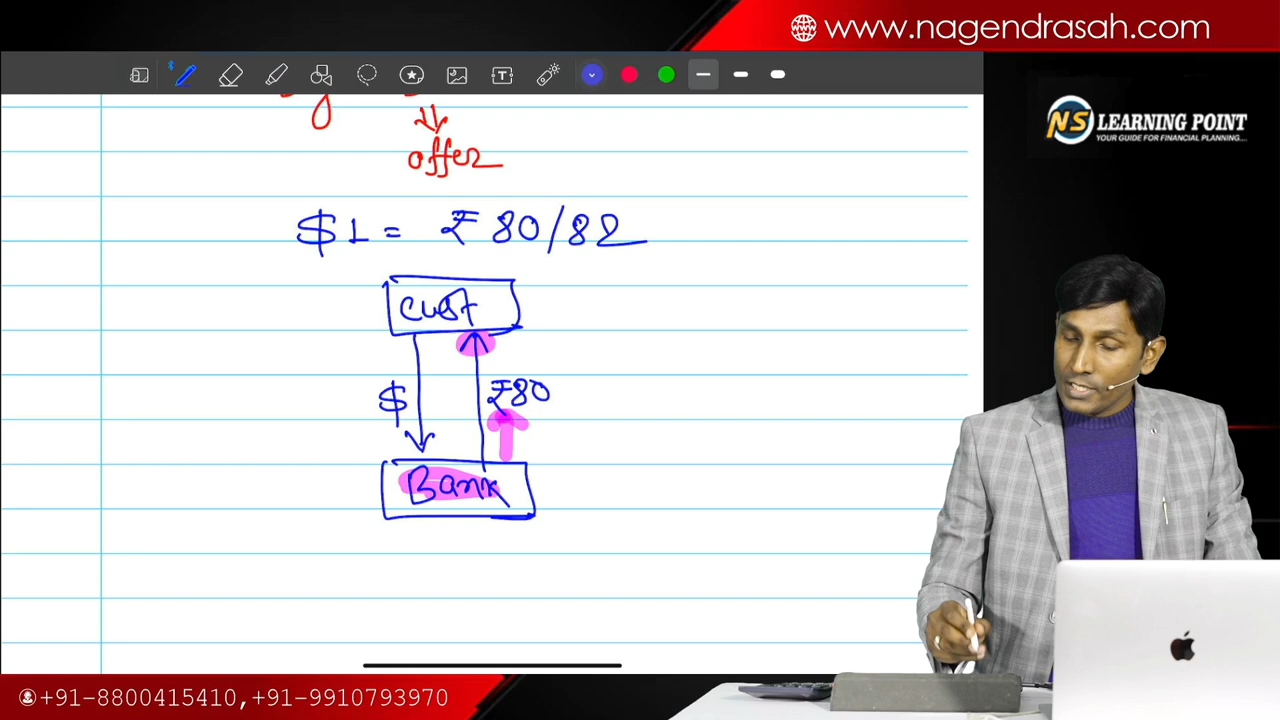 www.nagendrasah.com
NS LEARNING POINT
YOUR GUIDE FOR FINANCIAL PLANNING....
offer
$ 1 = ₹ 80/82
Cust
$ ₹80
Bank
+91-8800415410,+91-9910793970